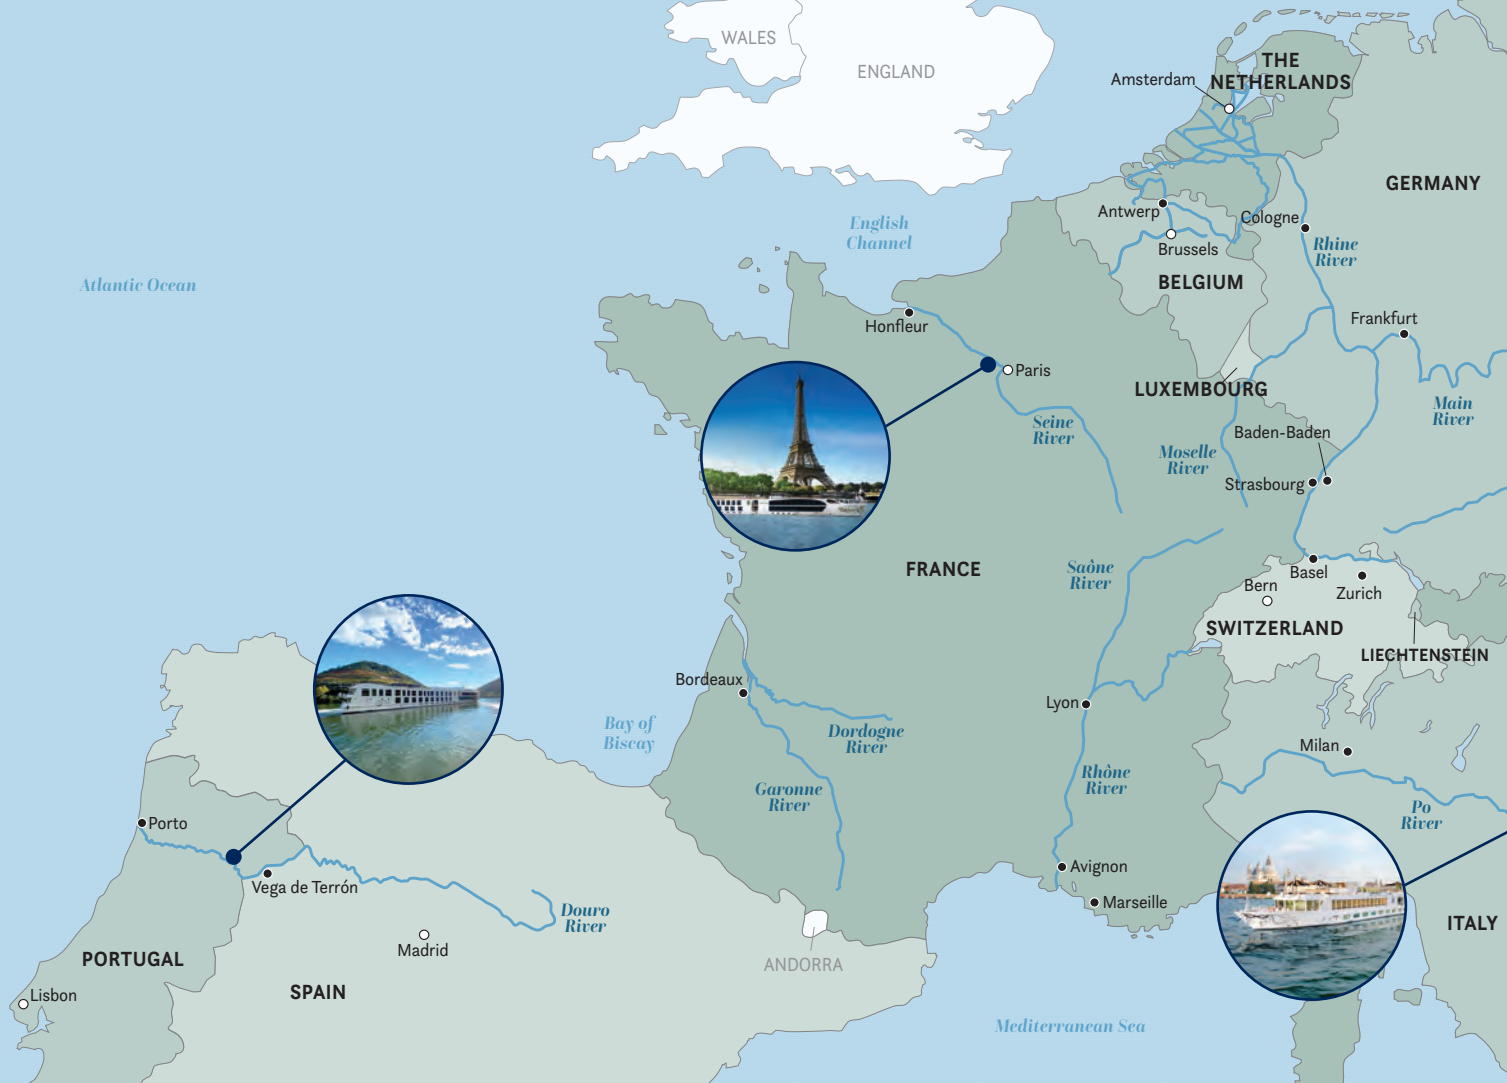 WALES
ENGLAND
THE
NETHERLANDS
Amsterdam
GERMANY
Antwerp
Cologne
English
Channel
Rhine
River
Brussels
Atlantic Ocean
BELGIUM
Honfleur
Frankfurt
Paris
LUXEMBOURG
Main
River
Seine
River
Baden-Baden
Moselle
River
Strasbourg
FRANCE
Saône
River
Basel
Bern
Zurich
SWITZERLAND
LIECHTENSTEIN
Bordeaux
Lyon
Bay of
Biscay
Dordogne
River
Milan
Garonne
River
Rhône
River
Po
River
Porto
Avignon
Vega de Terrón
Marseille
Douro
River
ITALY
Madrid
PORTUGAL
ANDORRA
SPAIN
Lisbon
Mediterranean Sea